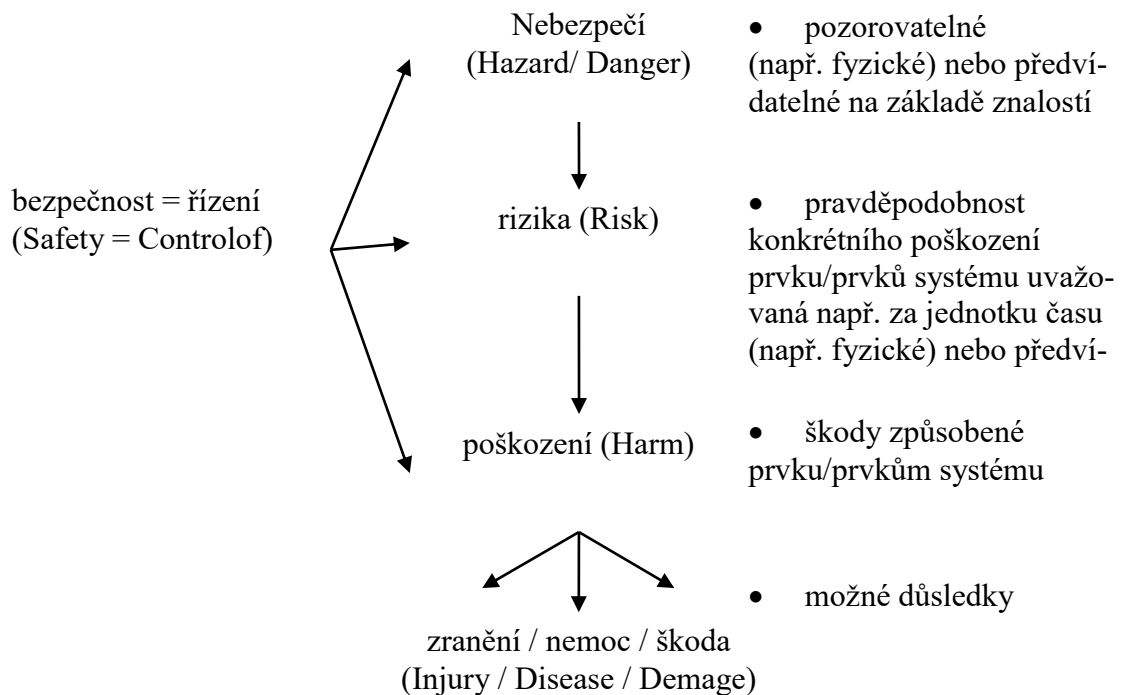 Nebezpečí
(Hazard/ Danger)
• pozorovatelné
(např. fyzické) nebo předví-
datelné na základě znalostí
bezpečnost = řízení
(Safety = Controlof)
rizika (Risk)
• pravděpodobnost
konkrétního poškození
prvku/prvků systému uvažo-
vaná např. za jednotku času
(např. fyzické) nebo předví-
poškození (Harm)
• škody způsobené
prvku/prvkům systému
• možné důsledky
zranění / nemoc / škoda
(Injury / Disease / Demage)